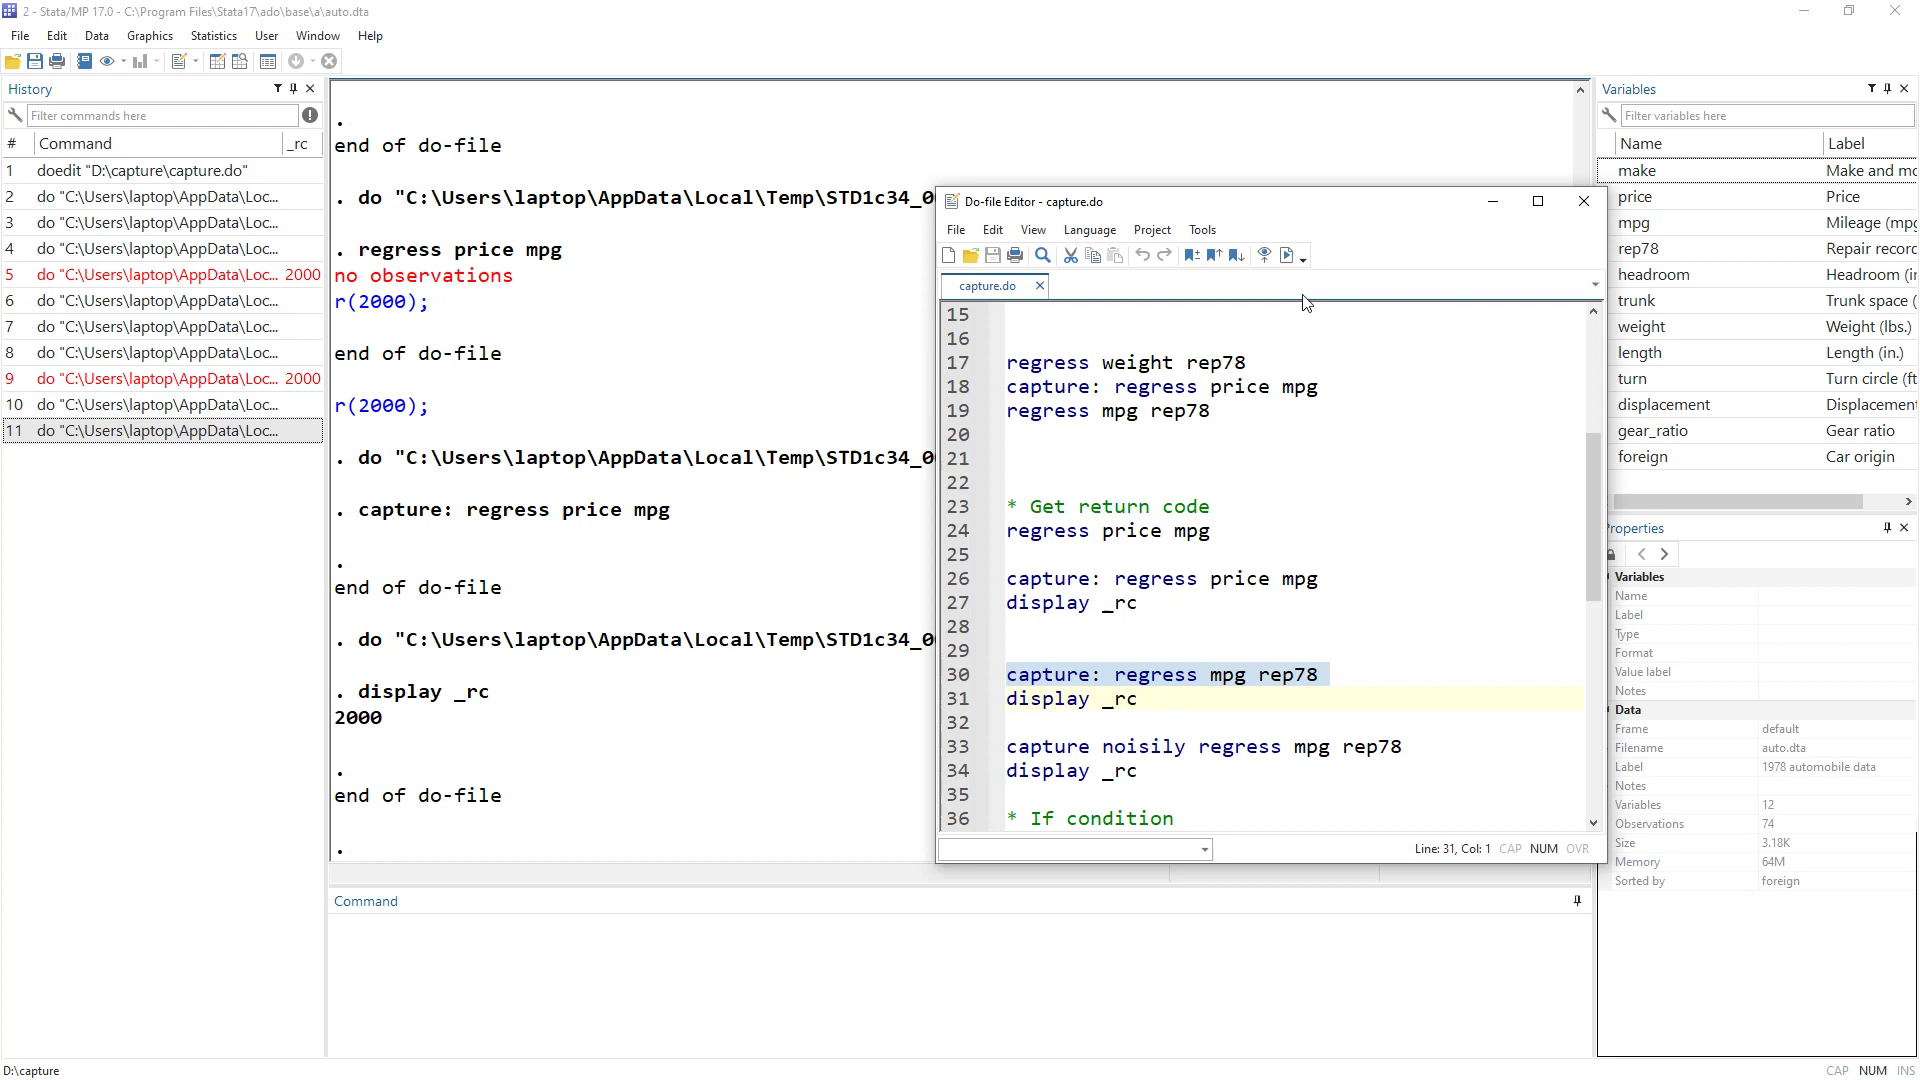 2 - Stata/MP 17.0 - C:\Program Files\Stata17\ado\base\a\auto.dta
File Edit Data Graphics Statistics User Window Help
History
Filter commands here
# Command _rc
1 doedit "D:\capture\capture.do"
2 do "C:\Users\laptop\AppData\Loc...
3 do "C:\Users\laptop\AppData\Loc...
4 do "C:\Users\laptop\AppData\Loc...
5 do "C:\Users\laptop\AppData\Loc... 2000
6 do "C:\Users\laptop\AppData\Loc...
7 do "C:\Users\laptop\AppData\Loc...
8 do "C:\Users\laptop\AppData\Loc...
9 do "C:\Users\laptop\AppData\Loc... 2000
10 do "C:\Users\laptop\AppData\Loc...
11 do "C:\Users\laptop\AppData\Loc...
.
end of do-file
. do "C:\Users\laptop\AppData\Local\Temp\STD1c34_0
. regress price mpg
no observations
r(2000);
end of do-file
r(2000);
. do "C:\Users\laptop\AppData\Local\Temp\STD1c34_0
. capture: regress price mpg
.
end of do-file
. do "C:\Users\laptop\AppData\Local\Temp\STD1c34_0
. display _rc
2000
.
end of do-file
.
Command
Do-file Editor - capture.do
File Edit View Language Project Tools
capture.do
15
16
17 regress weight rep78
18 capture: regress price mpg
19 regress mpg rep78
20
21
22
23 * Get return code
24 regress price mpg
25
26 capture: regress price mpg
27 display _rc
28
29
30 capture: regress mpg rep78
31 display _rc
32
33 capture noisily regress mpg rep78
34 display _rc
35
36 * If condition
Line: 31, Col: 1 CAP NUM OVR
Variables
Filter variables here
Name Label
make Make and mo
price Price
mpg Mileage (mpg
rep78 Repair record
headroom Headroom (in
trunk Trunk space (
weight Weight (lbs.)
length Length (in.)
turn Turn circle (ft
displacement Displacement
gear_ratio Gear ratio
foreign Car origin
Properties
Variables
Name
Label
Type
Format
Value label
Notes
Data
Frame default
Filename auto.dta
Label 1978 automobile data
Notes
Variables 12
Observations 74
Size 3.18K
Memory 64M
Sorted by foreign
D:\capture
CAP NUM INS